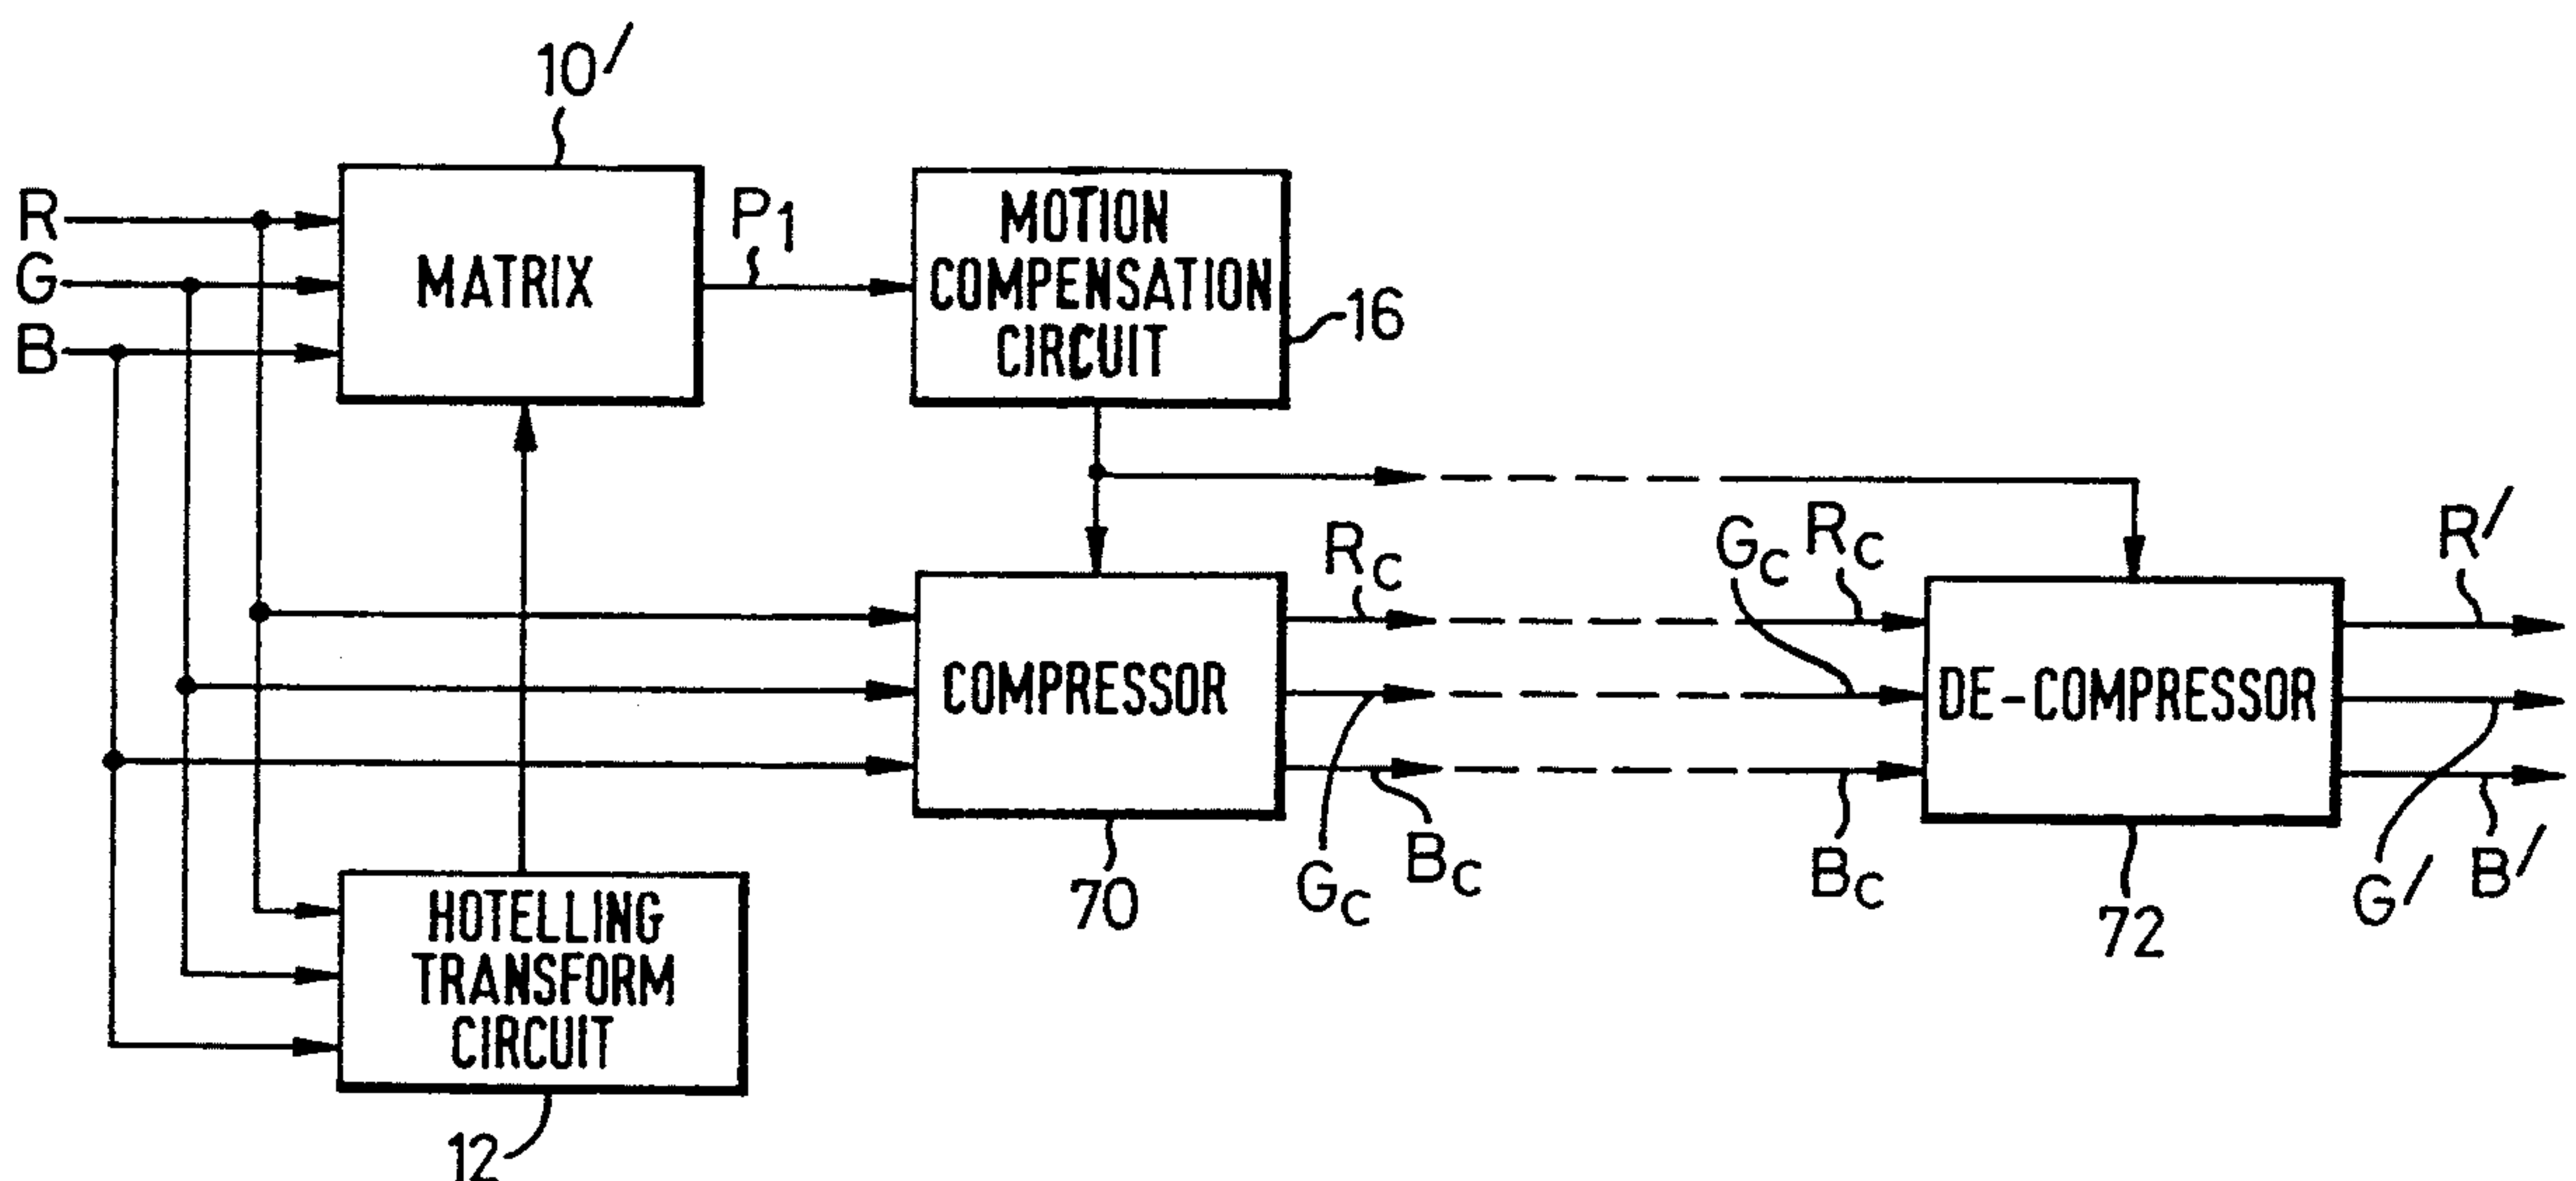 10′
R
G
B
MATRIX
P1
MOTION
COMPENSATION
CIRCUIT
16
RC
GC
RC
R′
COMPRESSOR
DE-COMPRESSOR
GC
BC
BC
G′
B′
70
72
HOTELLING
TRANSFORM
CIRCUIT
12